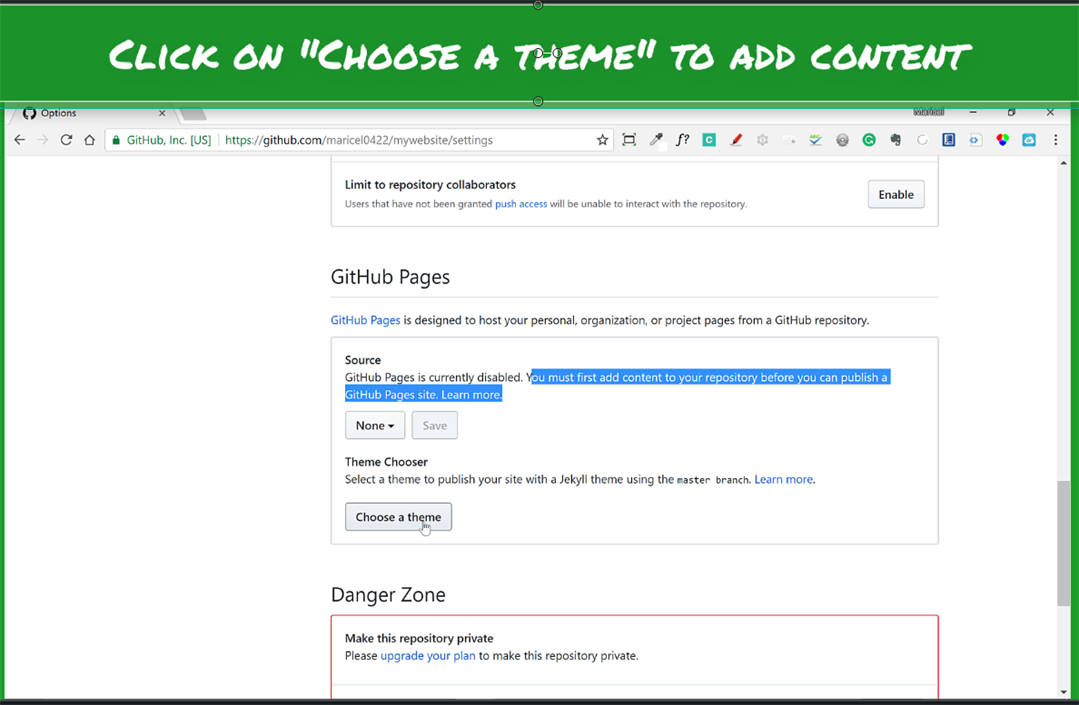 CLICK ON "CHOOSE A THEME" TO ADD CONTENT
Options
Maricel
GitHub, Inc. [US] https://github.com/maricel0422/mywebsite/settings
f?
Limit to repository collaborators
Users that have not been granted push access will be unable to interact with the repository.
Enable
GitHub Pages
GitHub Pages is designed to host your personal, organization, or project pages from a GitHub repository.
Source
GitHub Pages is currently disabled. You must first add content to your repository before you can publish a
GitHub Pages site. Learn more.
None
Save
Theme Chooser
Select a theme to publish your site with a Jekyll theme using the master branch. Learn more.
Choose a theme
Danger Zone
Make this repository private
Please upgrade your plan to make this repository private.